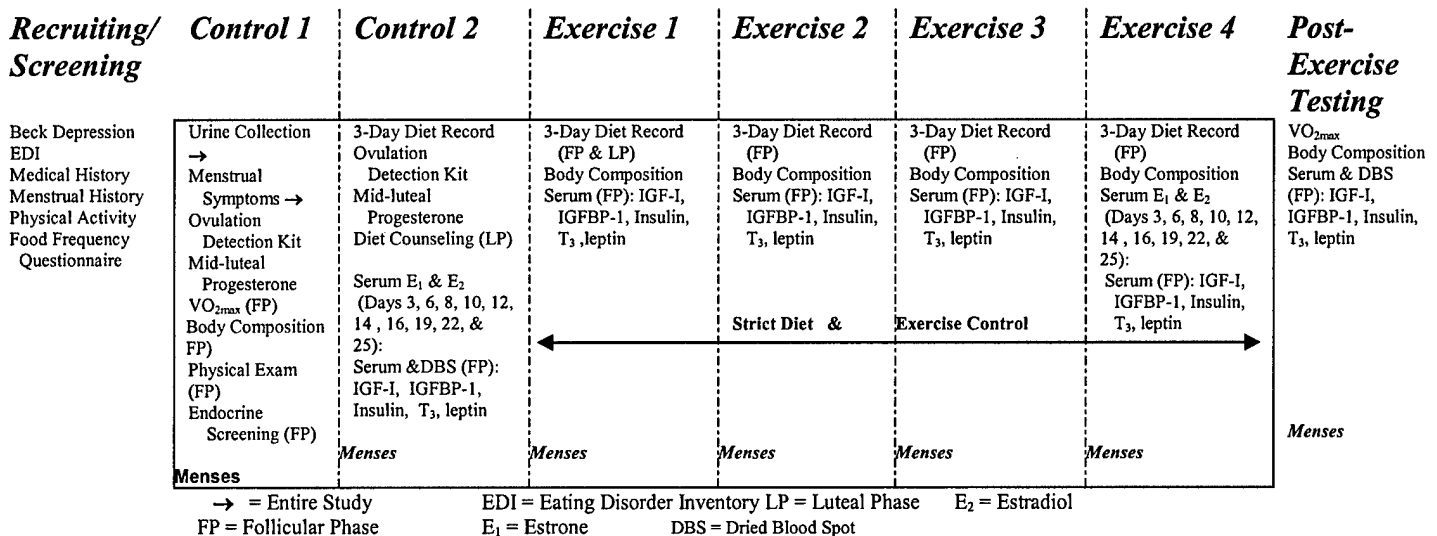 Recruiting/
Screening
Control 1
Control 2
Exercise 1
Exercise 2
Exercise 3
Exercise 4
Post-
Exercise
Testing
Beck Depression
EDI
Medical History
Menstrual History
Physical Activity
Food Frequency
Questionnaire
Urine Collection
→
Menstrual
Symptoms →
Ovulation
Detection Kit
Mid-luteal
Progesterone
VO2max (FP)
Body Composition
FP)
Physical Exam
(FP)
Endocrine
Screening (FP)
Menses
3-Day Diet Record
Ovulation
Detection Kit
Mid-luteal
Progesterone
Diet Counseling (LP)
Serum E1 & E2
(Days 3, 6, 8, 10, 12,
14 , 16, 19, 22, &
25):
Serum &DBS (FP):
IGF-I, IGFBP-1,
Insulin, T3, leptin
Menses
3-Day Diet Record
(FP & LP)
Body Composition
Serum (FP): IGF-I,
IGFBP-1, Insulin,
T3 ,leptin
Menses
3-Day Diet Record
(FP)
Body Composition
Serum (FP): IGF-I,
IGFBP-1, Insulin,
T3, leptin
Strict Diet & Exercise Control
Menses
3-Day Diet Record
(FP)
Body Composition
Serum (FP): IGF-I,
IGFBP-1, Insulin,
T3, leptin
Menses
3-Day Diet Record
(FP)
Body Composition
Serum E1 & E2
(Days 3, 6, 8, 10, 12,
14 , 16, 19, 22, &
25):
Serum (FP): IGF-I,
IGFBP-1, Insulin,
T3, leptin
Menses
VO2max
Body Composition
Serum & DBS
(FP): IGF-I,
IGFBP-1, Insulin,
T3, leptin
Menses
→ = Entire Study EDI = Eating Disorder Inventory LP = Luteal Phase E2 = Estradiol
FP = Follicular Phase E1 = Estrone DBS = Dried Blood Spot